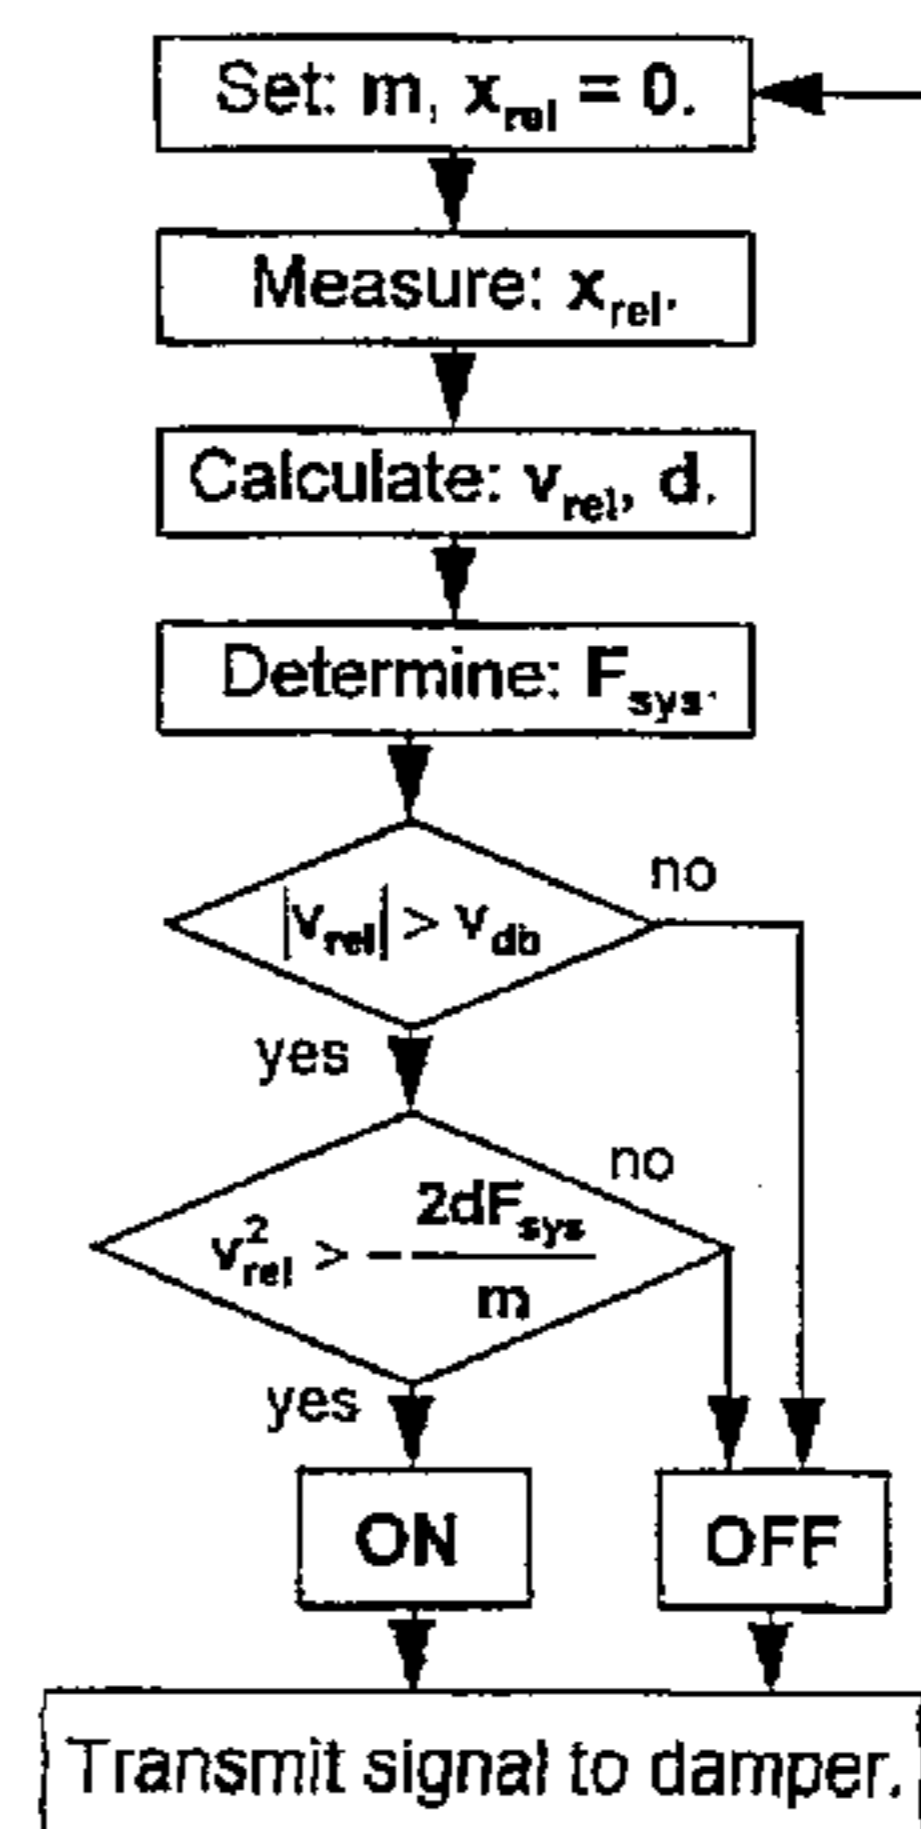 Set: m, x_rel = 0.
Measure: x_rel.
Calculate: v_rel, d.
Determine: F_sys.
|v_rel| > v_db
no
yes
v_rel^2 > - 2dF_sys / m
no
yes
ON
OFF
Transmit signal to damper.